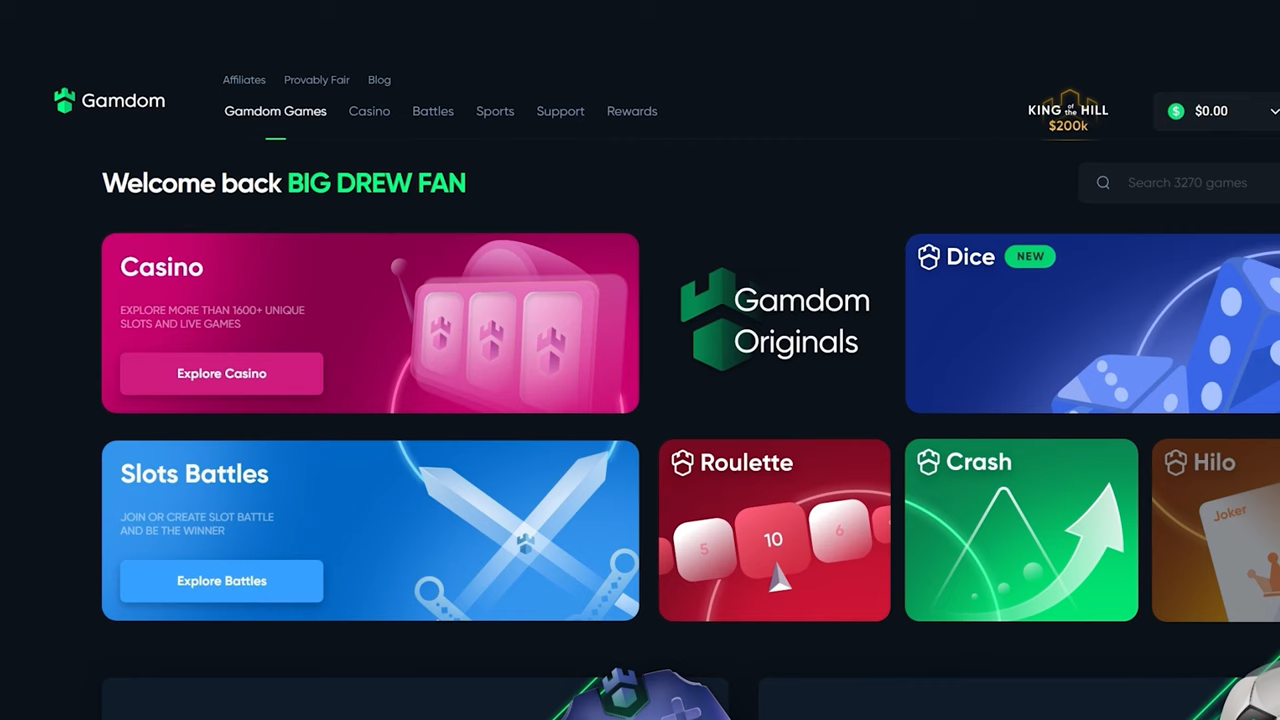 Affiliates Provably Fair Blog
Gamdom
Gamdom Games Casino Battles Sports Support Rewards
KING of the HILL
$200k
$ $0.00
Welcome back BIG DREW FAN
Search 3270 games
Casino
EXPLORE MORE THAN 1600+ UNIQUE
SLOTS AND LIVE GAMES
Explore Casino
Gamdom
Originals
Dice NEW
Slots Battles
JOIN OR CREATE SLOT BATTLE
AND BE THE WINNER
Explore Battles
Roulette
5 10 6
Crash
Hilo
Joker